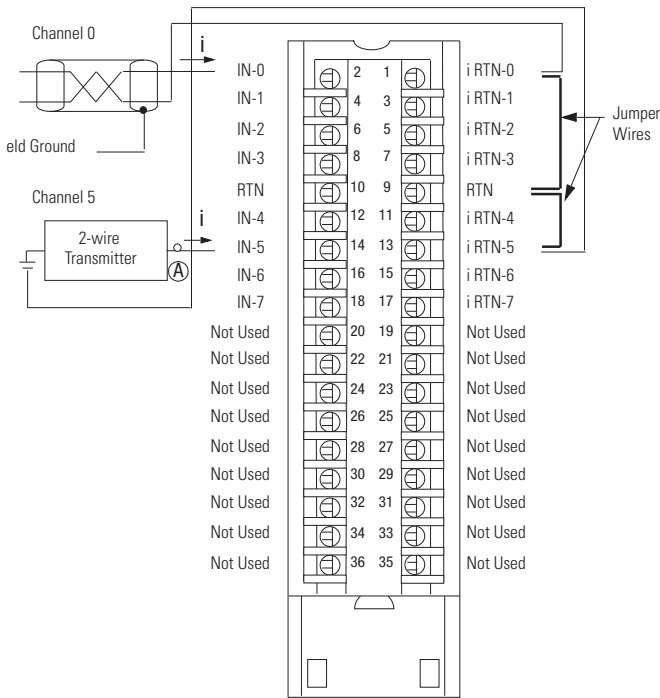 Channel 0
i
IN-0 2 1 i RTN-0
IN-1 4 3 i RTN-1
IN-2 6 5 i RTN-2
Jumper
Wires
eld Ground
IN-3 8 7 i RTN-3
RTN 10 9 RTN
Channel 5
i
IN-4 12 11 i RTN-4
2-wire
Transmitter
IN-5 14 13 i RTN-5
A
IN-6 16 15 i RTN-6
IN-7 18 17 i RTN-7
Not Used 20 19 Not Used
Not Used 22 21 Not Used
Not Used 24 23 Not Used
Not Used 26 25 Not Used
Not Used 28 27 Not Used
Not Used 30 29 Not Used
Not Used 32 31 Not Used
Not Used 34 33 Not Used
Not Used 36 35 Not Used